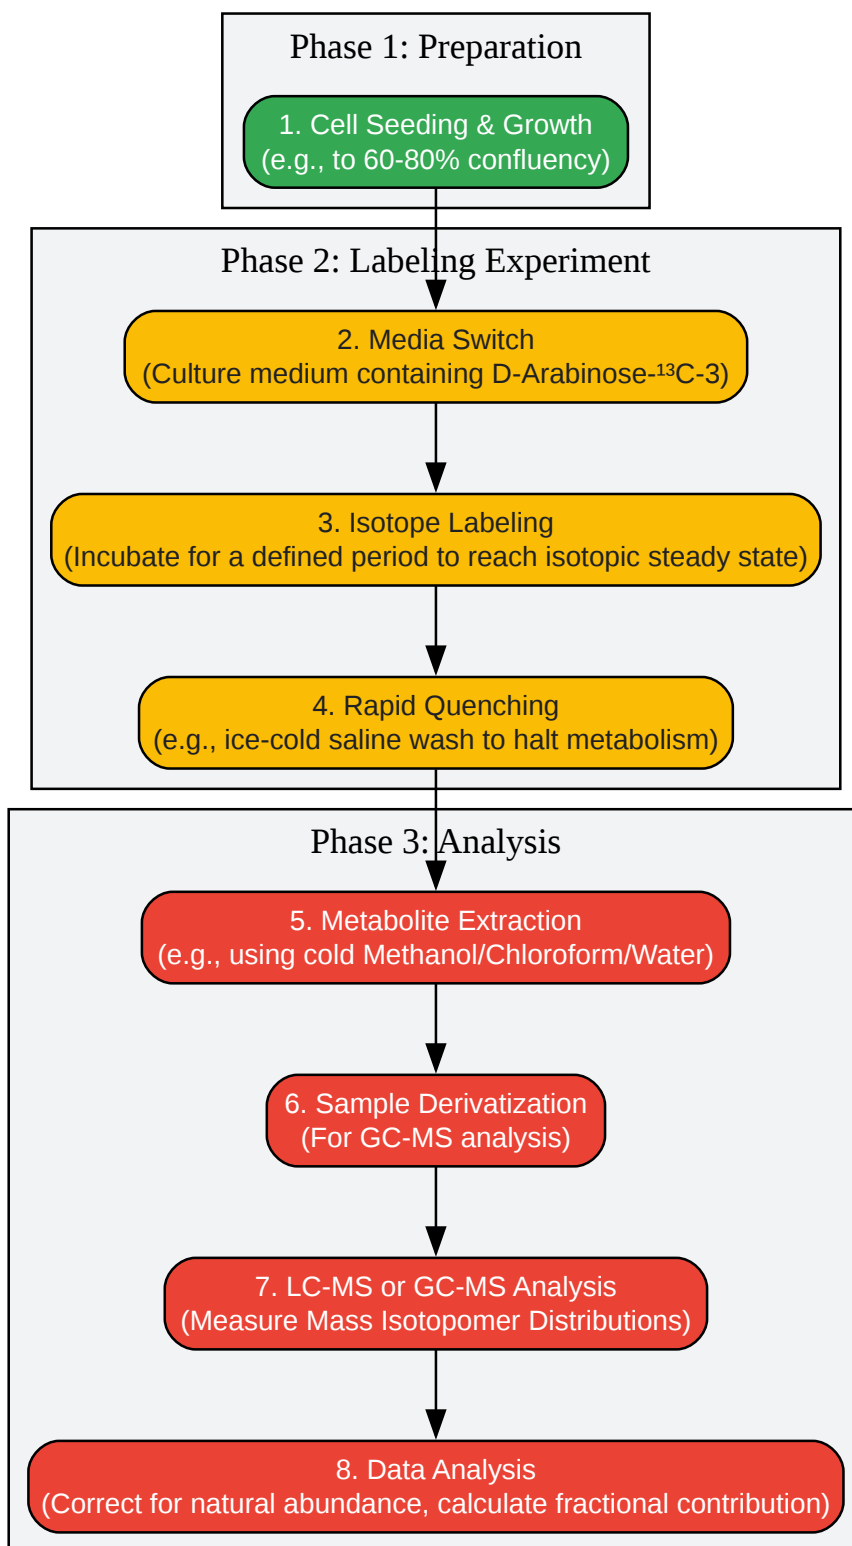 Phase 1: Preparation
1. Cell Seeding & Growth
(e.g., to 60-80% confluency)
Phase 2: Labeling Experiment
2. Media Switch
(Culture medium containing D-Arabinose-¹³C-3)
3. Isotope Labeling
(Incubate for a defined period to reach isotopic steady state)
4. Rapid Quenching
(e.g., ice-cold saline wash to halt metabolism)
Phase 3: Analysis
5. Metabolite Extraction
(e.g., using cold Methanol/Chloroform/Water)
6. Sample Derivatization
(For GC-MS analysis)
7. LC-MS or GC-MS Analysis
(Measure Mass Isotopomer Distributions)
8. Data Analysis
(Correct for natural abundance, calculate fractional contribution)